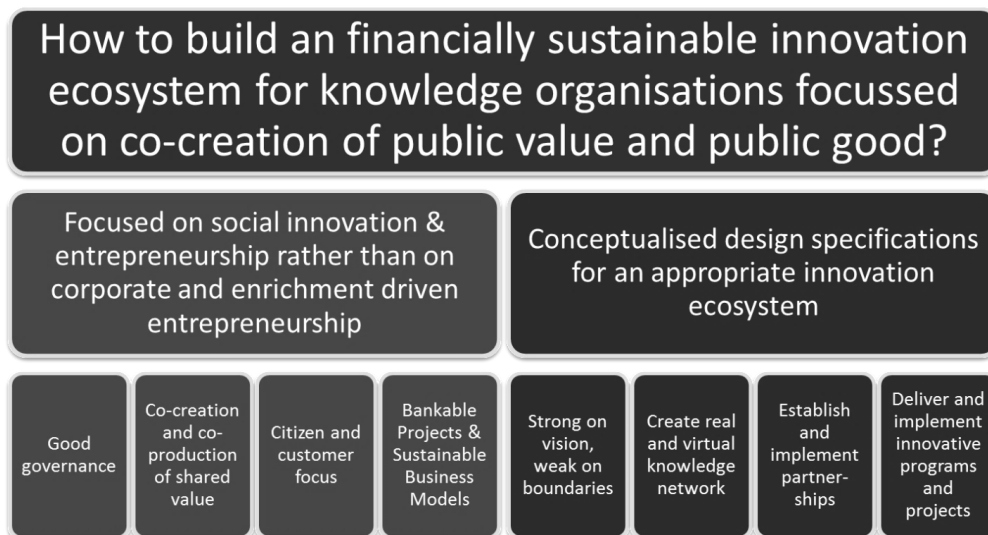 How to build an financially sustainable innovation
ecosystem for knowledge organisations focussed
on co-creation of public value and public good?
Focused on social innovation &
entrepreneurship rather than on
corporate and enrichment driven
entrepreneurship
Conceptualised design specifications
for an appropriate innovation
ecosystem
Good
governance
Co-creation
and co-
production
of shared
value
Citizen and
customer
focus
Bankable
Projects &
Sustainable
Business
Models
Strong on
vision,
weak on
boundaries
Create real
and virtual
knowledge
network
Establish
and
implement
partner-
ships
Deliver and
implement
innovative
programs
and
projects